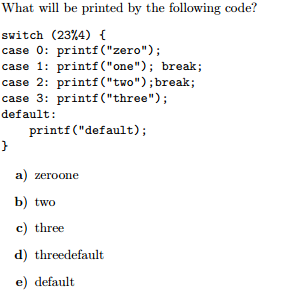 What will be printed by the following code?
switch (23%4) {
case 0: printf("zero");
case 1: printf("one"); break;
case 2: printf("two");break;
case 3: printf("three");
default:
    printf("default);
}
a) zeroone
b) two
c) three
d) threedefault
e) default